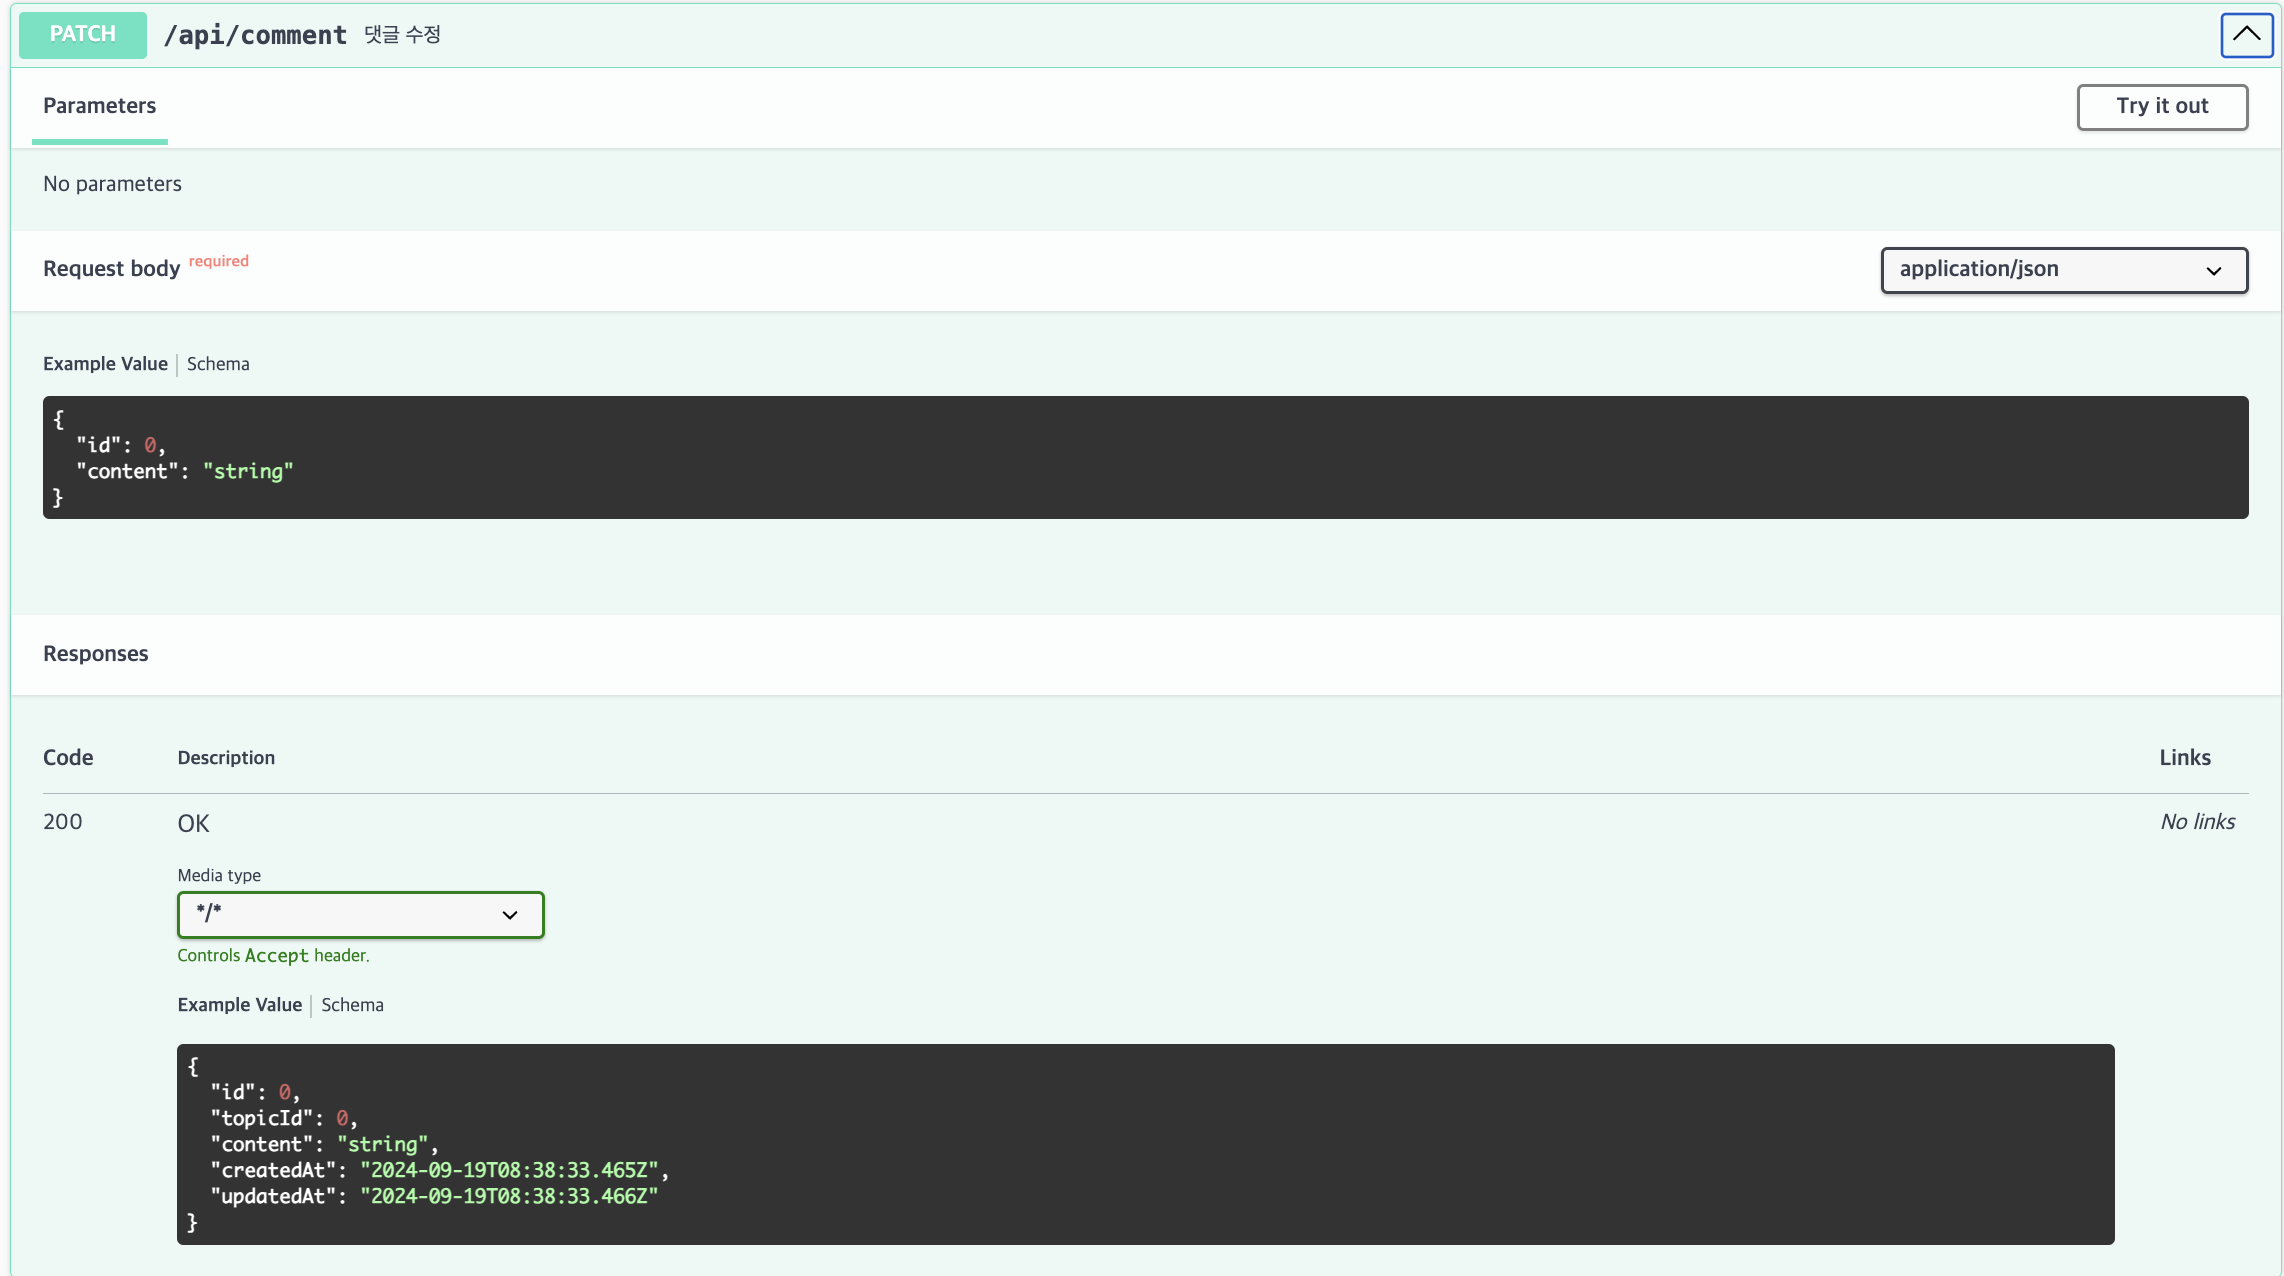 PATCH /api/comment 댓글 수정
Parameters
Try it out
No parameters
Request body required
application/json
Example Value | Schema
{
  "id": 0,
  "content": "string"
}
Responses
Code Description Links
200 OK No links
Media type
*/*
Controls Accept header.
Example Value | Schema
{
  "id": 0,
  "topicId": 0,
  "content": "string",
  "createdAt": "2024-09-19T08:38:33.465Z",
  "updatedAt": "2024-09-19T08:38:33.466Z"
}